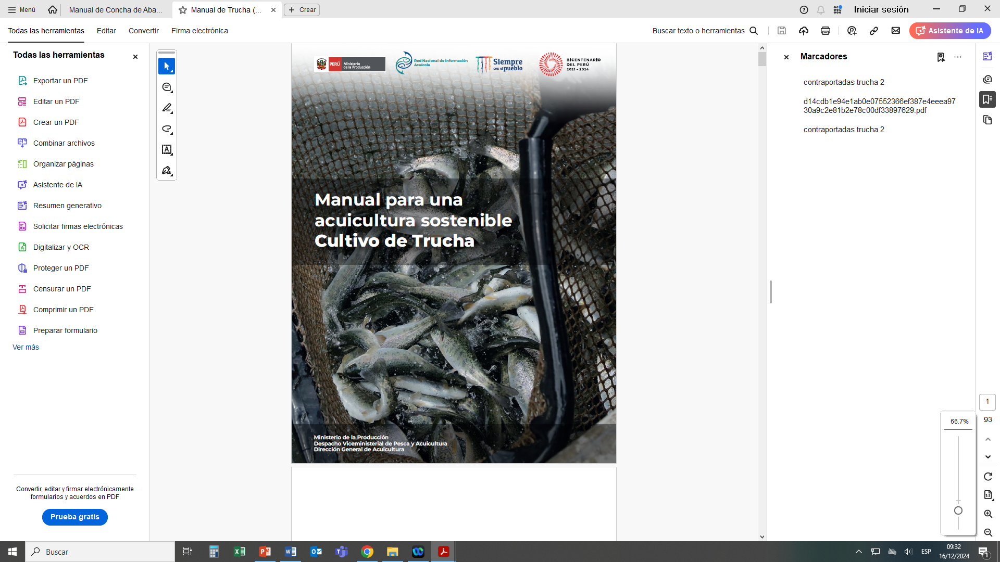 Menú
Manual de Concha de Aba...
Manual de Trucha (...
Crear
Iniciar sesión
Todas las herramientas
Editar
Convertir
Firma electrónica
Buscar texto o herramientas
Asistente de IA
Todas las herramientas
Exportar un PDF
Editar un PDF
Crear un PDF
Combinar archivos
Organizar páginas
Asistente de IA
Resumen generativo
Solicitar firmas electrónicas
Digitalizar y OCR
Proteger un PDF
Censurar un PDF
Comprimir un PDF
Preparar formulario
Ver más
Convertir, editar y firmar electrónicamente
formularios y acuerdos en PDF
Prueba gratis
PERÚ
Ministerio
de la Producción
Red Nacional de Información
Acuícola
Siempre
con el pueblo
BICENTENARIO
DEL PERÚ
2021 - 2024
Manual para una
acuicultura sostenible
Cultivo de Trucha
Ministerio de la Producción
Despacho Viceministerial de Pesca y Acuicultura
Dirección General de Acuicultura
Marcadores
contraportadas trucha 2
d14cdb1e94e1ab0e07552366ef387e4eeea97
30a9c2e81b2e78c00df33897629.pdf
contraportadas trucha 2
1
93
66.7%
Buscar
ESP
09:32
16/12/2024
1